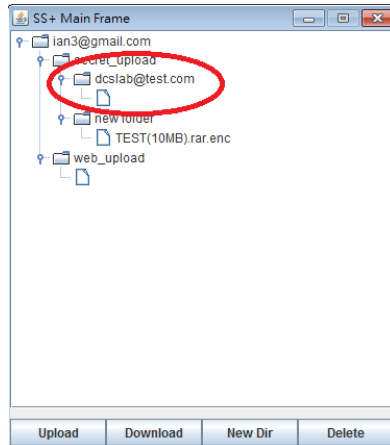 SS+ Main Frame
ian3@gmail.com
secret_upload
dcslab@test.com
new folder
TEST(10MB).rar.enc
web_upload
Upload Download New Dir Delete